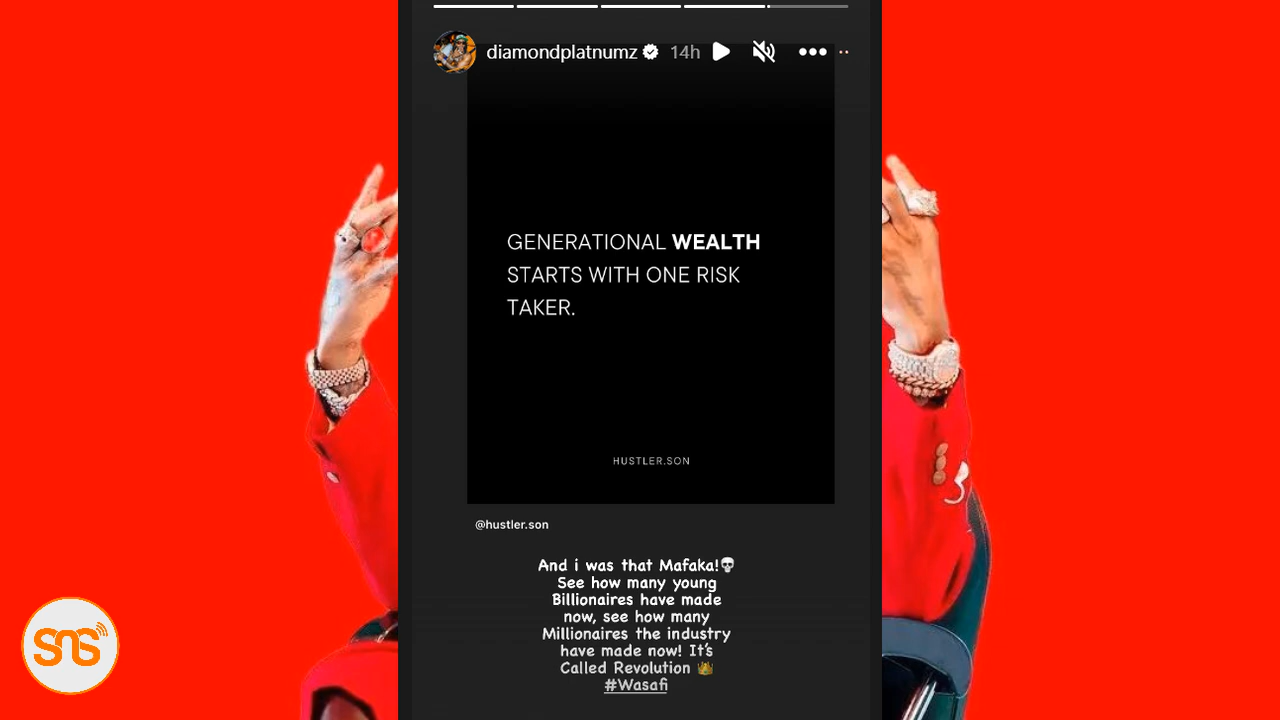 diamondplatnumz 14h
GENERATIONAL WEALTH
STARTS WITH ONE RISK
TAKER.
HUSTLER.SON
@hustler.son
And i was that Mafaka!💀
See how many young
Billionaires have made
now, see how many
Millionaires the industry
have made now! It's
Called Revolution 👑
#Wasafi
SNS